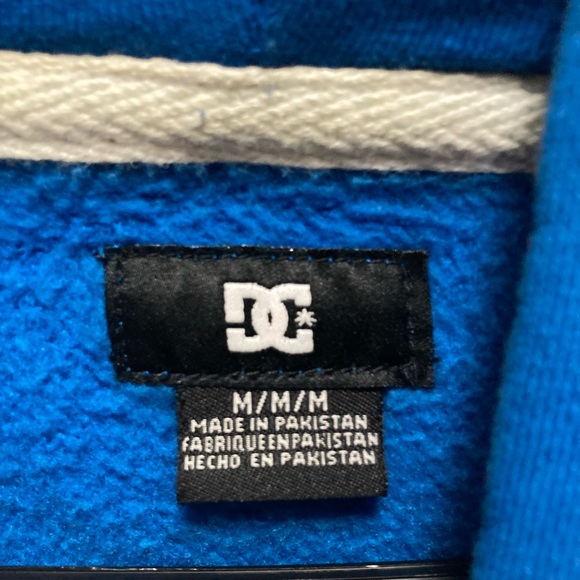 DC*
M/M/M
MADE IN PAKISTAN
FABRIQUEENPAKISTAN
HECHO EN PAKISTAN